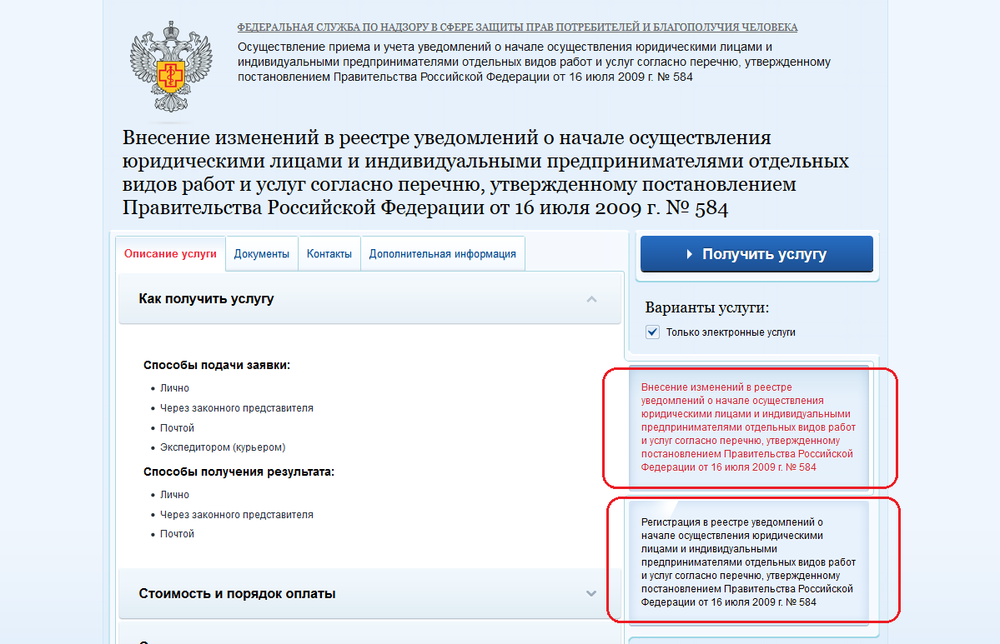 ФЕДЕРАЛЬНАЯ СЛУЖБА ПО НАДЗОРУ В СФЕРЕ ЗАЩИТЫ ПРАВ ПОТРЕБИТЕЛЕЙ И БЛАГОПОЛУЧИЯ ЧЕЛОВЕКА
Осуществление приема и учета уведомлений о начале осуществления юридическими лицами и
индивидуальными предпринимателями отдельных видов работ и услуг согласно перечню, утвержденному
постановлением Правительства Российской Федерации от 16 июля 2009 г. № 584
Внесение изменений в реестре уведомлений о начале осуществления
юридическими лицами и индивидуальными предпринимателями отдельных
видов работ и услуг согласно перечню, утвержденному постановлением
Правительства Российской Федерации от 16 июля 2009 г. № 584
Описание услуги
Документы
Контакты
Дополнительная информация
Как получить услугу
Способы подачи заявки:
Лично
Через законного представителя
Почтой
Экспедитором (курьером)
Способы получения результата:
Лично
Через законного представителя
Почтой
Стоимость и порядок оплаты
Получить услугу
Варианты услуги:
Только электронные услуги
Внесение изменений в реестре
уведомлений о начале осуществления
юридическими лицами и индивидуальными
предпринимателями отдельных видов работ
и услуг согласно перечню, утвержденному
постановлением Правительства Российской
Федерации от 16 июля 2009 г. № 584
Регистрация в реестре уведомлений о
начале осуществления юридическими
лицами и индивидуальными
предпринимателями отдельных видов работ
и услуг согласно перечню, утвержденному
постановлением Правительства Российской
Федерации от 16 июля 2009 г. № 584